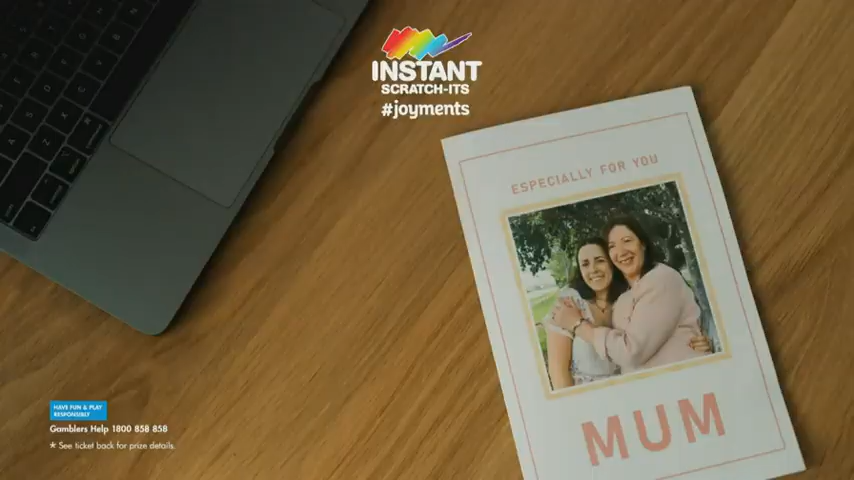 INSTANT
SCRATCH-ITS
#joyments
ESPECIALLY FOR YOU
MUM
HAVE FUN & PLAY
RESPONSIBLY
Gamblers Help 1800 858 858
* See ticket back for prize details.